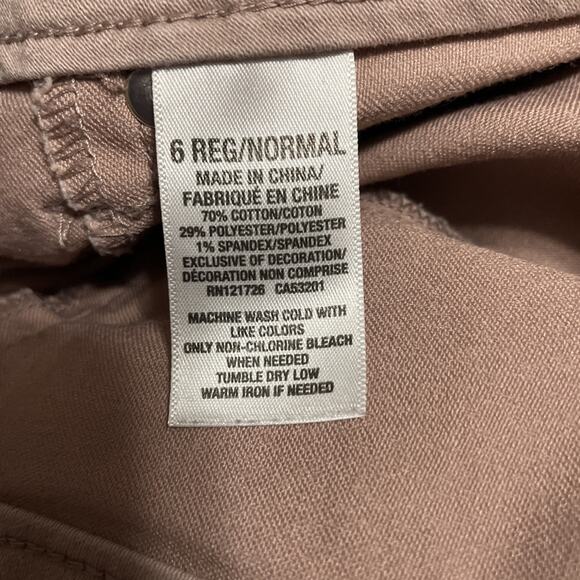 6 REG/NORMAL
MADE IN CHINA/
FABRIQUÉ EN CHINE
70% COTTON/COTON
29% POLYESTER/POLYESTER
1% SPANDEX/SPANDEX
EXCLUSIVE OF DECORATION/
DÉCORATION NON COMPRISE
RN121726 CA53201
MACHINE WASH COLD WITH
LIKE COLORS
ONLY NON-CHLORINE BLEACH
WHEN NEEDED
TUMBLE DRY LOW
WARM IRON IF NEEDED